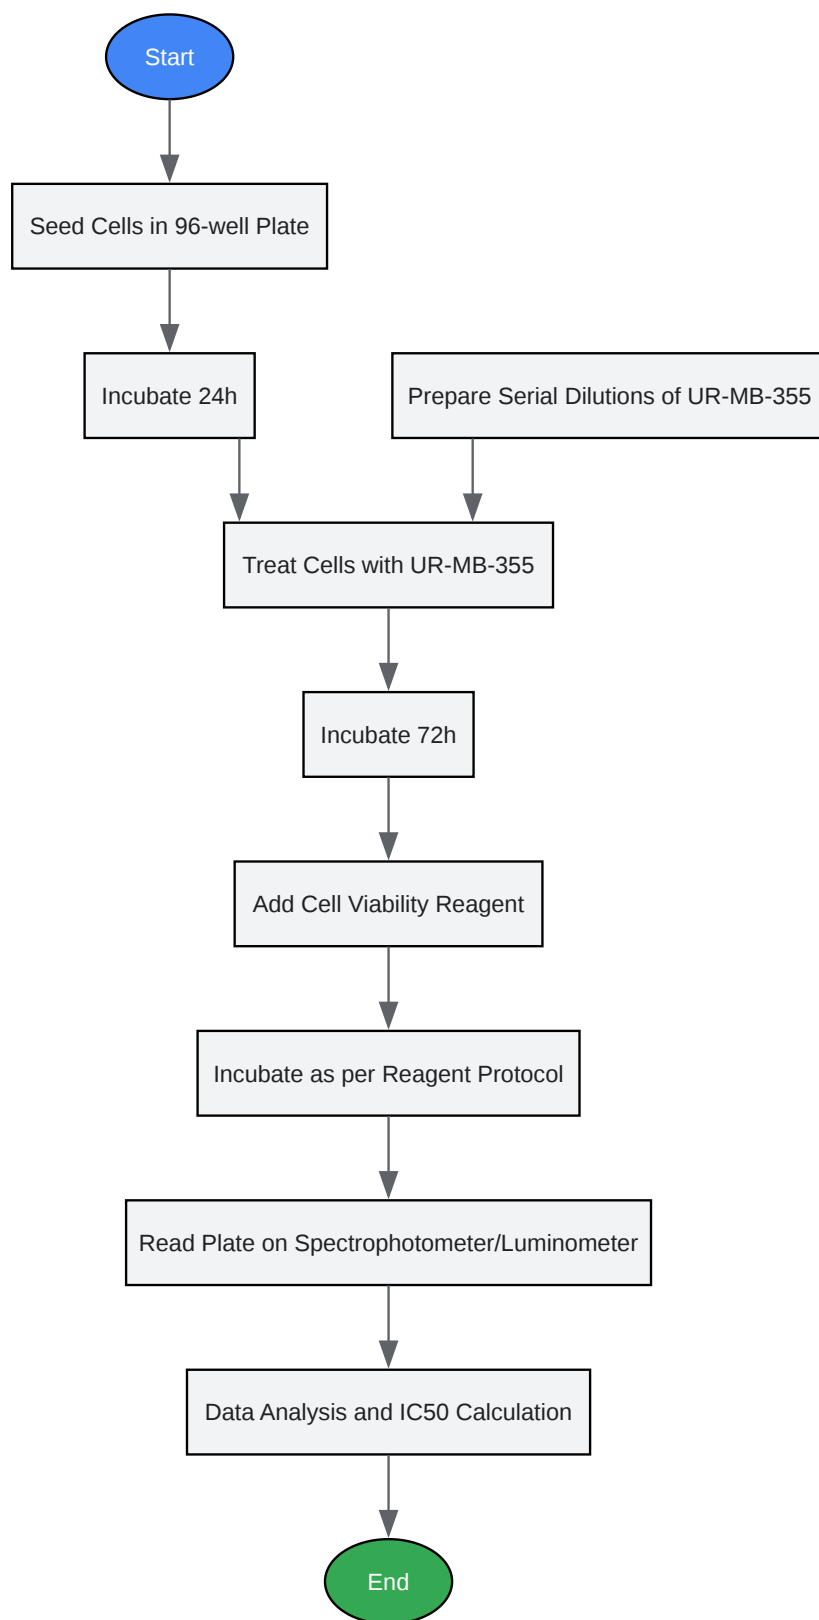 Start
Seed Cells in 96-well Plate
Incubate 24h
Prepare Serial Dilutions of UR-MB-355
Treat Cells with UR-MB-355
Incubate 72h
Add Cell Viability Reagent
Incubate as per Reagent Protocol
Read Plate on Spectrophotometer/Luminometer
Data Analysis and IC50 Calculation
End